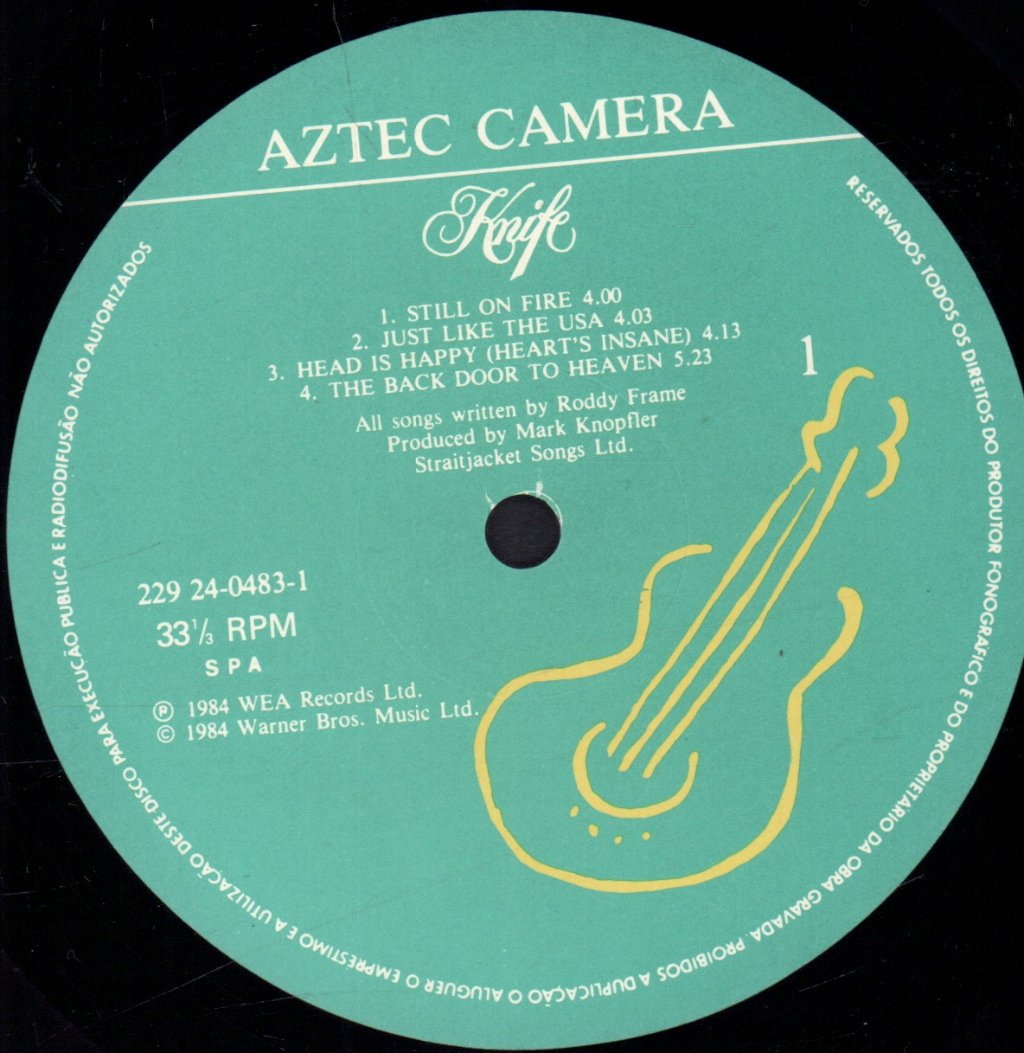 AZTEC CAMERA
Knife
1. STILL ON FIRE 4.00
2. JUST LIKE THE USA 4.03
3. HEAD IS HAPPY (HEART'S INSANE) 4.13
4. THE BACK DOOR TO HEAVEN 5.23
All songs written by Roddy Frame
Produced by Mark Knopfler
Straitjacket Songs Ltd.
1
229 24-0483-1
33⅓ RPM
SPA
℗ 1984 WEA Records Ltd.
© 1984 Warner Bros. Music Ltd.
RESERVADOS TODOS OS DIREITOS DO PRODUTOR FONOGRAFICO E DO PROPRIETARIO DA OBRA GRAVADA. PROIBIDOS A DUPLICAÇÃO O ALUGUER O EMPRÉSTIMO E A UTILIZAÇÃO DESTE DISCO PARA EXECUÇÃO PUBLICA E RADIODIFUSÃO NÃO AUTORIZADOS